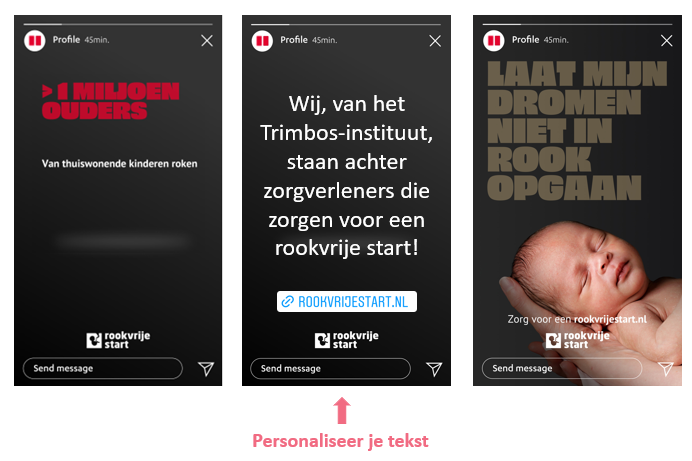 Profile 45min.
> 1 MILJOEN
OUDERS
Van thuiswonende kinderen roken
rookvrije
start
Send message
Profile 45min.
Wij, van het
Trimbos-instituut,
staan achter
zorgverleners die
zorgen voor een
rookvrije start!
ROOKVRIJESTART.NL
rookvrije
start
Send message
Personaliseer je tekst
Profile 45min.
LAAT MIJN
DROMEN
NIET IN
ROOK
OPGAAN
Zorg voor een rookvrijestart.nl
rookvrije
start
Send message